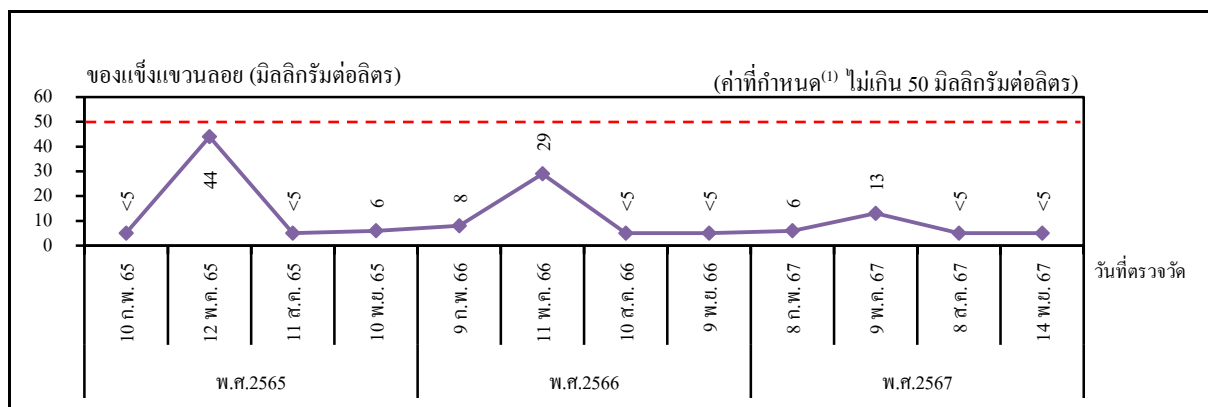 ของแข็งแขวนลอย (มิลลิกรัมต่อลิตร) (ค่าที่กำหนด⁽¹⁾ ไม่เกิน 50 มิลลิกรัมต่อลิตร)
60
50
40
30
20
10
0
<5 44 <5 6 8 29 <5 <5 6 13 <5 <5
10 ก.พ. 65 12 พ.ค. 65 11 ส.ค. 65 10 พ.ย. 65 9 ก.พ. 66 11 พ.ค. 66 10 ส.ค. 66 9 พ.ย. 66 8 ก.พ. 67 9 พ.ค. 67 8 ส.ค. 67 14 พ.ย. 67
วันที่ตรวจวัด
พ.ศ.2565 พ.ศ.2566 พ.ศ.2567